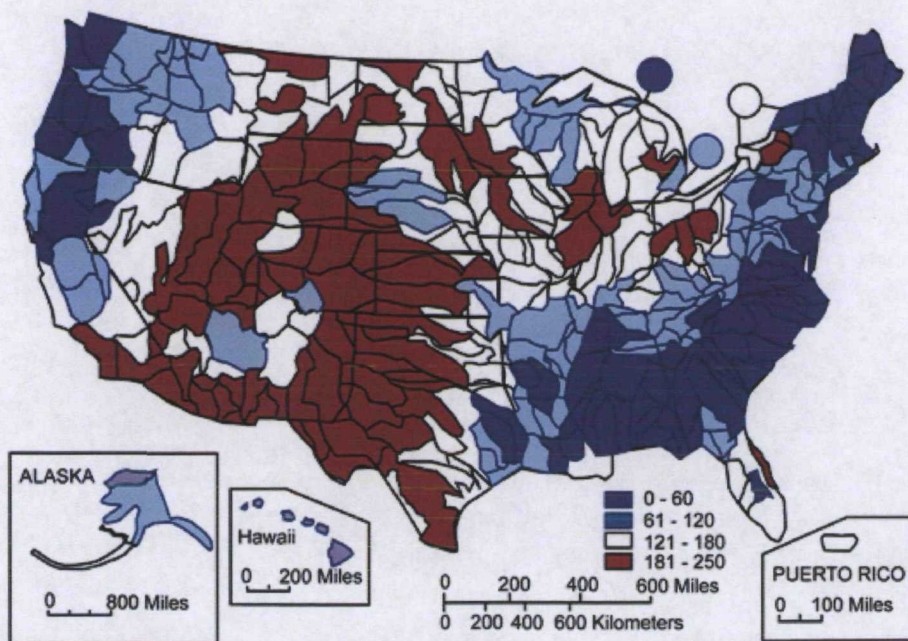 ALASKA
0 800 Miles
Hawaii
0 200 Miles
0 - 60
61 - 120
121 - 180
181 - 250
0 200 400 600 Miles
0 200 400 600 Kilometers
PUERTO RICO
0 100 Miles